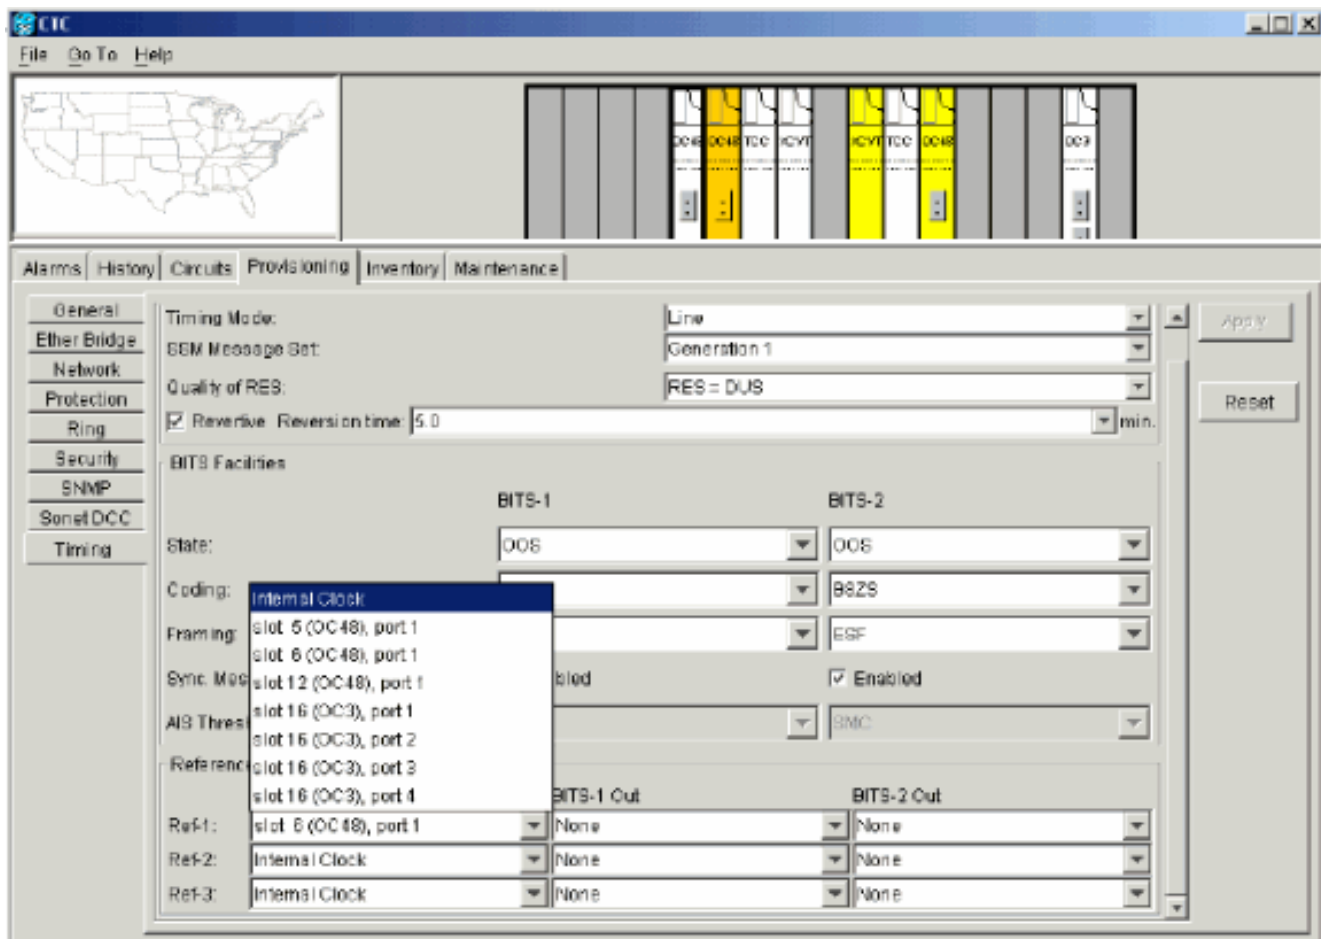 CTC
File Go To Help
OC48 OC48 TCC XCVT XCVT TCC OC48 OC3
Alarms History Circuits Provisioning Inventory Maintenance
General
Ether Bridge
Network
Protection
Ring
Security
SNMP
Sonet DCC
Timing
Timing Mode: Line
SSM Message Set: Generation 1
Quality of RES: RES = DUS
Revertive Reversion time: 5.0 min.
Apply
Reset
BITS Facilities
BITS-1 BITS-2
State: OOS OOS
Coding: B8ZS
Framing: ESF
Sync. Mes bled Enabled
AIS Thres SMC
Internal Clock
slot 5 (OC48), port 1
slot 6 (OC48), port 1
slot 12 (OC48), port 1
slot 16 (OC3), port 1
slot 16 (OC3), port 2
slot 16 (OC3), port 3
slot 16 (OC3), port 4
Referenc
BITS-1 Out BITS-2 Out
Ref-1: slot 6 (OC48), port 1 None None
Ref-2: Internal Clock None None
Ref-3: Internal Clock None None